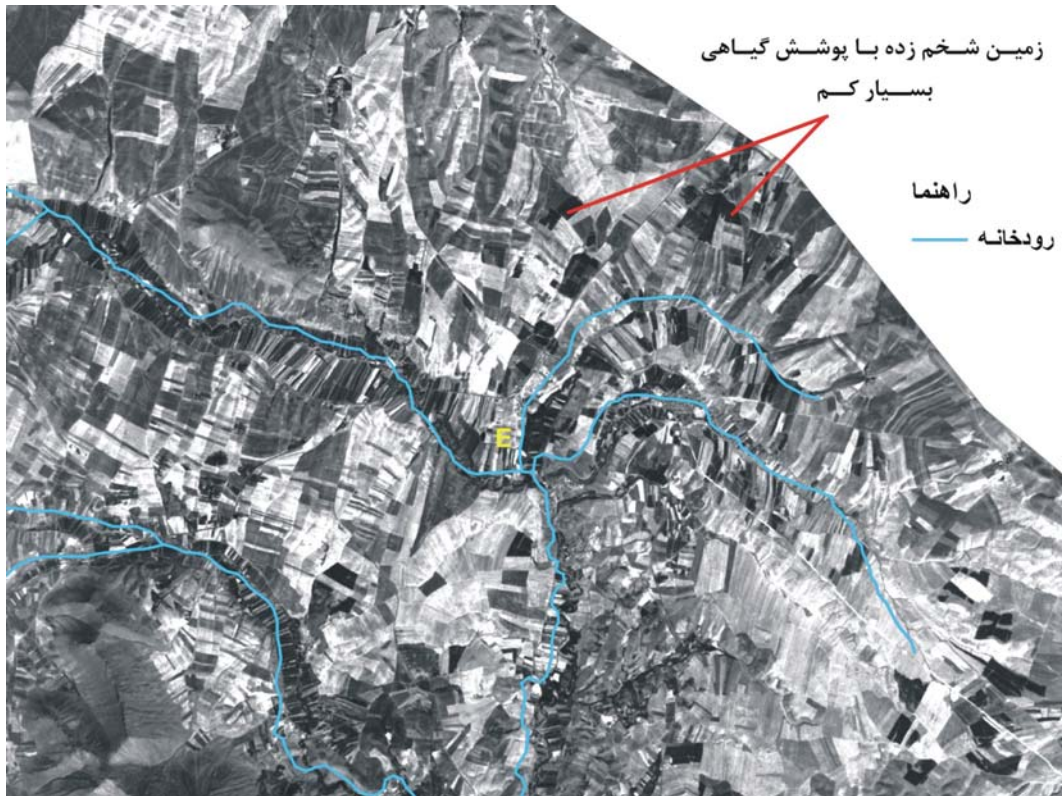 زمین شخم زده با پوشش گیاهی
بسیار کم
راهنما
رودخانه
E